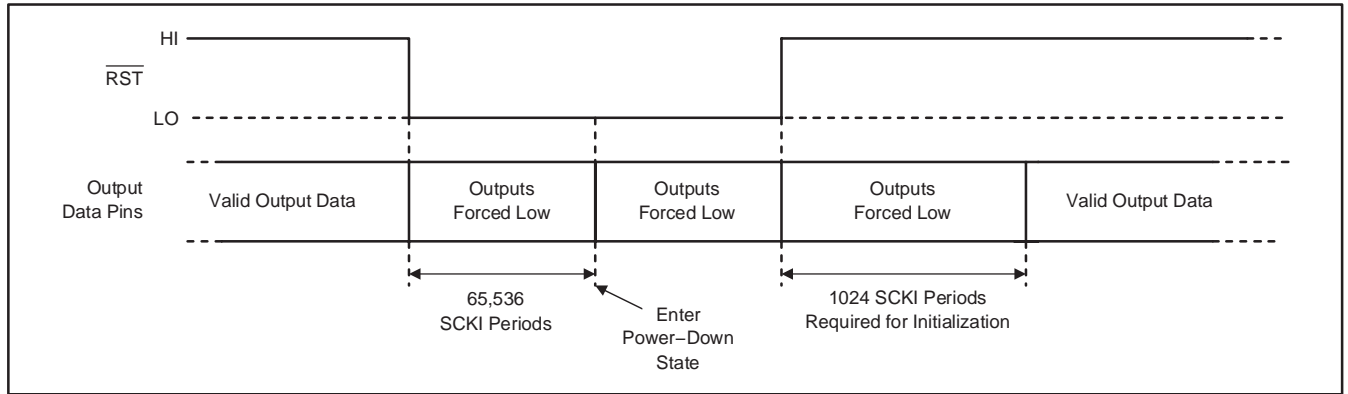 HI
RST
LO
Output
Data Pins
Valid Output Data
Outputs
Forced Low
Outputs
Forced Low
Outputs
Forced Low
Valid Output Data
65,536
SCKI Periods
Enter
Power−Down
State
1024 SCKI Periods
Required for Initialization